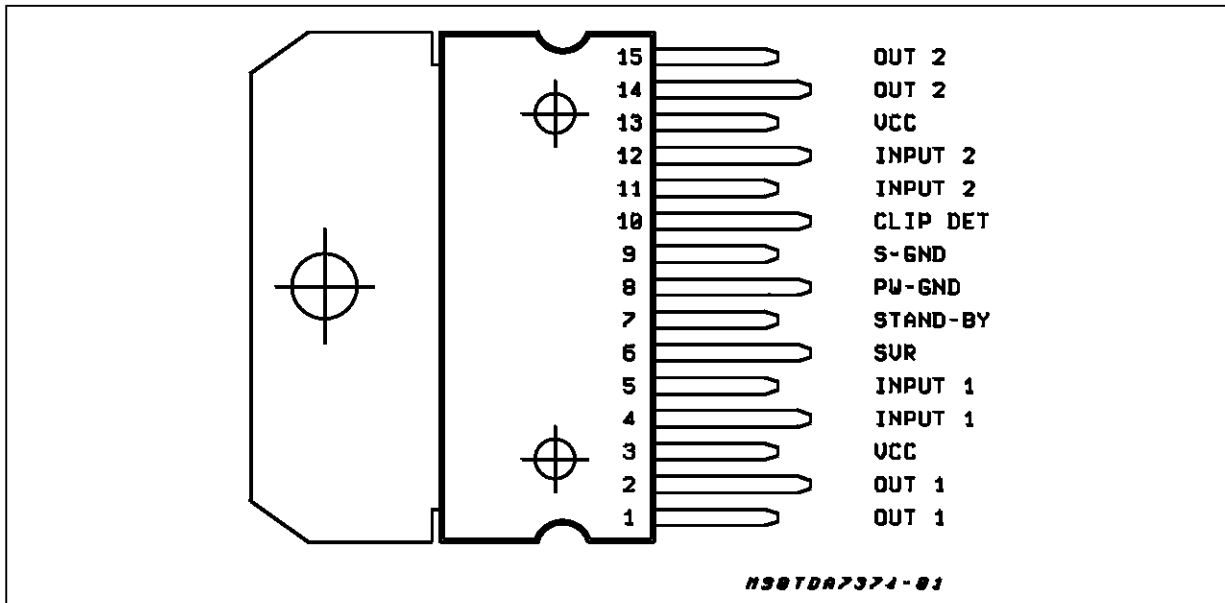 15 OUT 2
14 OUT 2
13 VCC
12 INPUT 2
11 INPUT 2
10 CLIP DET
9 S-GND
8 PW-GND
7 STAND-BY
6 SVR
5 INPUT 1
4 INPUT 1
3 VCC
2 OUT 1
1 OUT 1
M90TDA7374-01